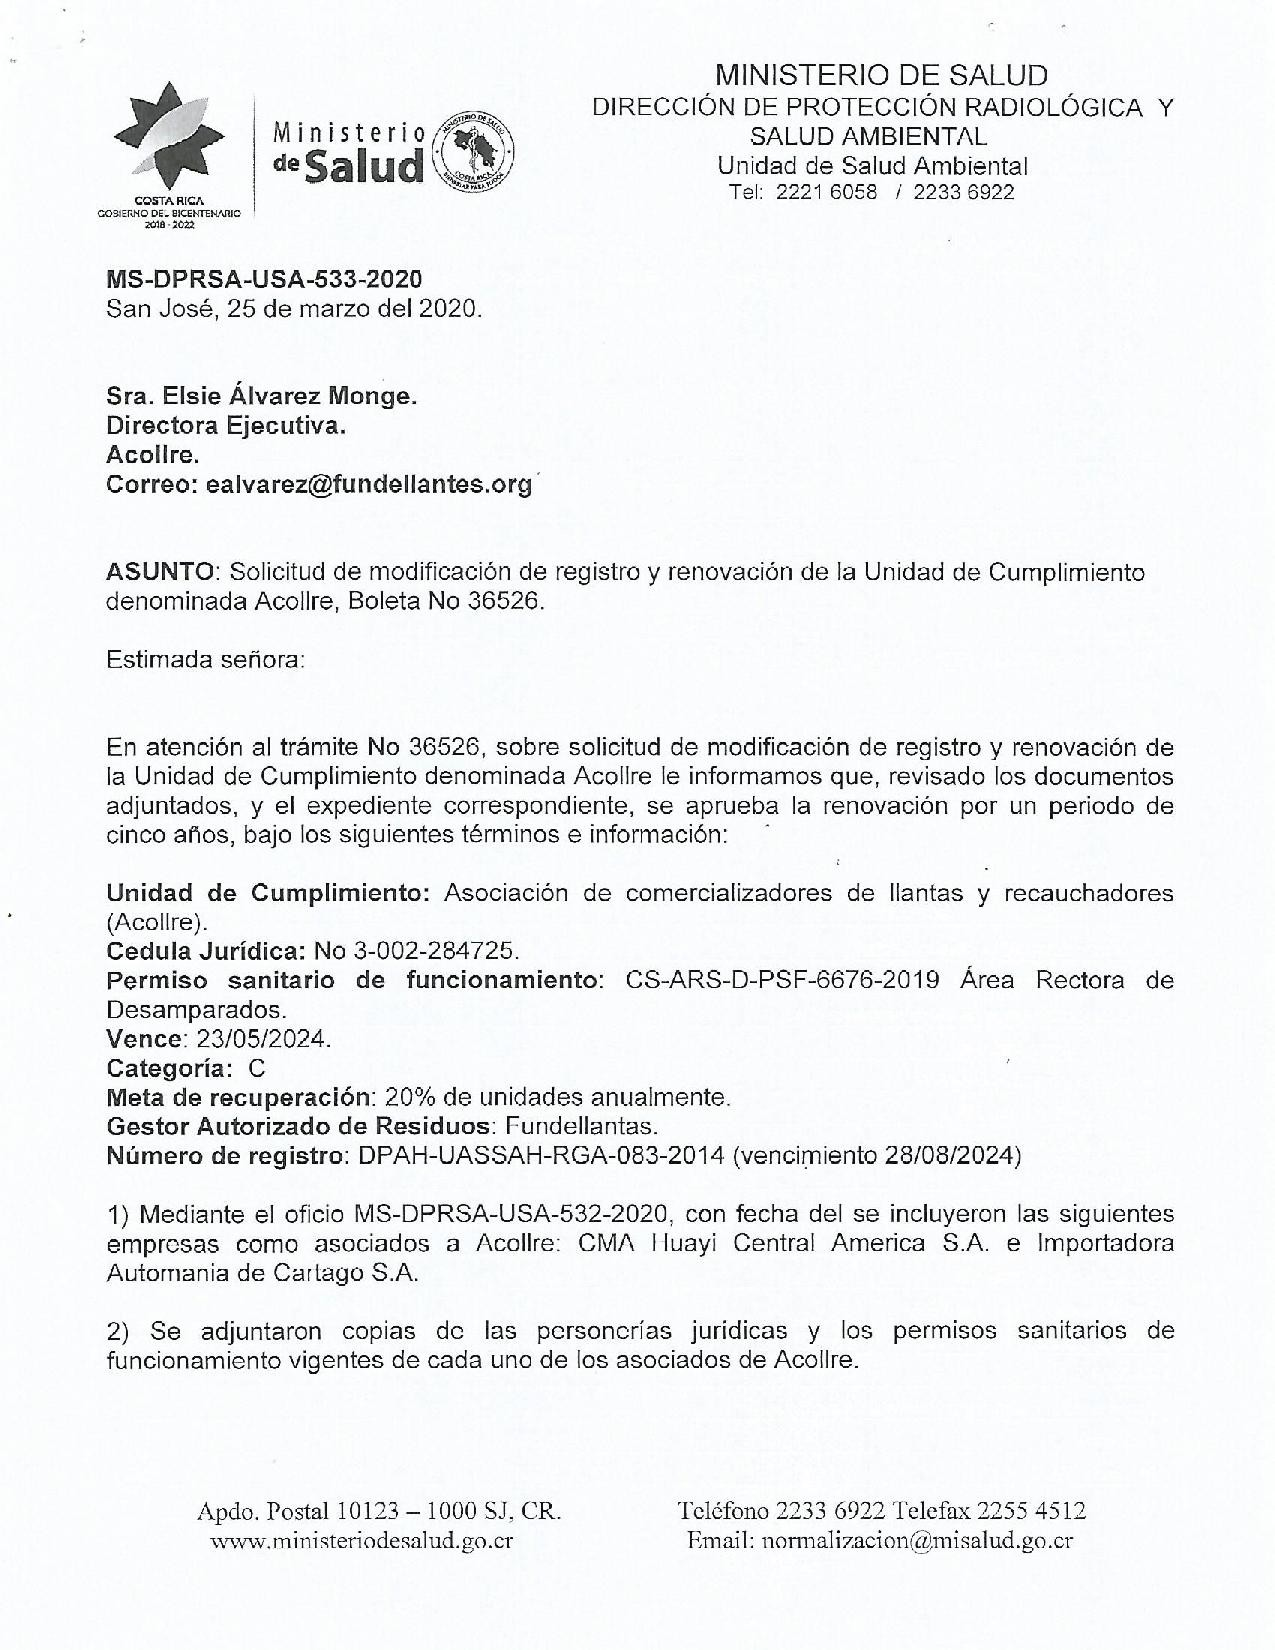 MINISTERIO DE SALUD
DIRECCIÓN DE PROTECCIÓN RADIOLÓGICA Y
SALUD AMBIENTAL
Unidad de Salud Ambiental
Tel: 2221 6058 / 2233 6922
Ministerio
de Salud
COSTA RICA
GOBIERNO DEL BICENTENARIO
2018 - 2022
MS-DPRSA-USA-533-2020
San José, 25 de marzo del 2020.
Sra. Elsie Álvarez Monge.
Directora Ejecutiva.
Acollre.
Correo: ealvarez@fundellantes.org
ASUNTO: Solicitud de modificación de registro y renovación de la Unidad de Cumplimiento
denominada Acollre, Boleta No 36526.
Estimada señora:
En atención al trámite No 36526, sobre solicitud de modificación de registro y renovación de
la Unidad de Cumplimiento denominada Acollre le informamos que, revisado los documentos
adjuntados, y el expediente correspondiente, se aprueba la renovación por un periodo de
cinco años, bajo los siguientes términos e información:
Unidad de Cumplimiento: Asociación de comercializadores de llantas y recauchadores
(Acollre).
Cedula Jurídica: No 3-002-284725.
Permiso sanitario de funcionamiento: CS-ARS-D-PSF-6676-2019 Área Rectora de
Desamparados.
Vence: 23/05/2024.
Categoría: C
Meta de recuperación: 20% de unidades anualmente.
Gestor Autorizado de Residuos: Fundellantas.
Número de registro: DPAH-UASSAH-RGA-083-2014 (vencimiento 28/08/2024)
1) Mediante el oficio MS-DPRSA-USA-532-2020, con fecha del se incluyeron las siguientes
empresas como asociados a Acollre: CMA Huayi Central America S.A. e Importadora
Automania de Cartago S.A.
2) Se adjuntaron copias de las personerías jurídicas y los permisos sanitarios de
funcionamiento vigentes de cada uno de los asociados de Acollre.
Apdo. Postal 10123 – 1000 SJ, CR. Teléfono 2233 6922 Telefax 2255 4512
www.ministeriodesalud.go.cr Email: normalizacion@misalud.go.cr